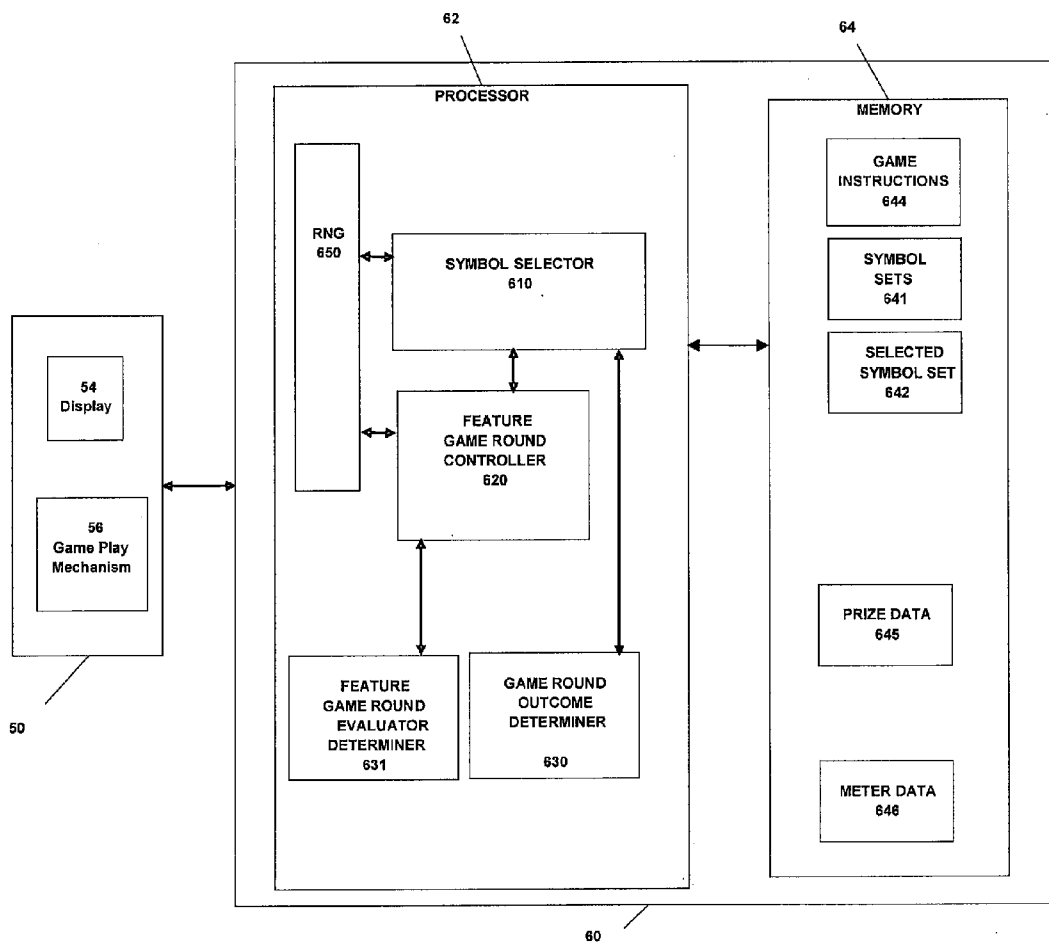 62
64
PROCESSOR
MEMORY
GAME
INSTRUCTIONS
644
RNG
650
SYMBOL SELECTOR
610
SYMBOL
SETS
641
SELECTED
SYMBOL SET
642
54
Display
FEATURE
GAME ROUND
CONTROLLER
620
56
Game Play
Mechanism
PRIZE DATA
645
FEATURE
GAME ROUND
EVALUATOR
DETERMINER
631
GAME ROUND
OUTCOME
DETERMINER
630
50
METER DATA
646
60